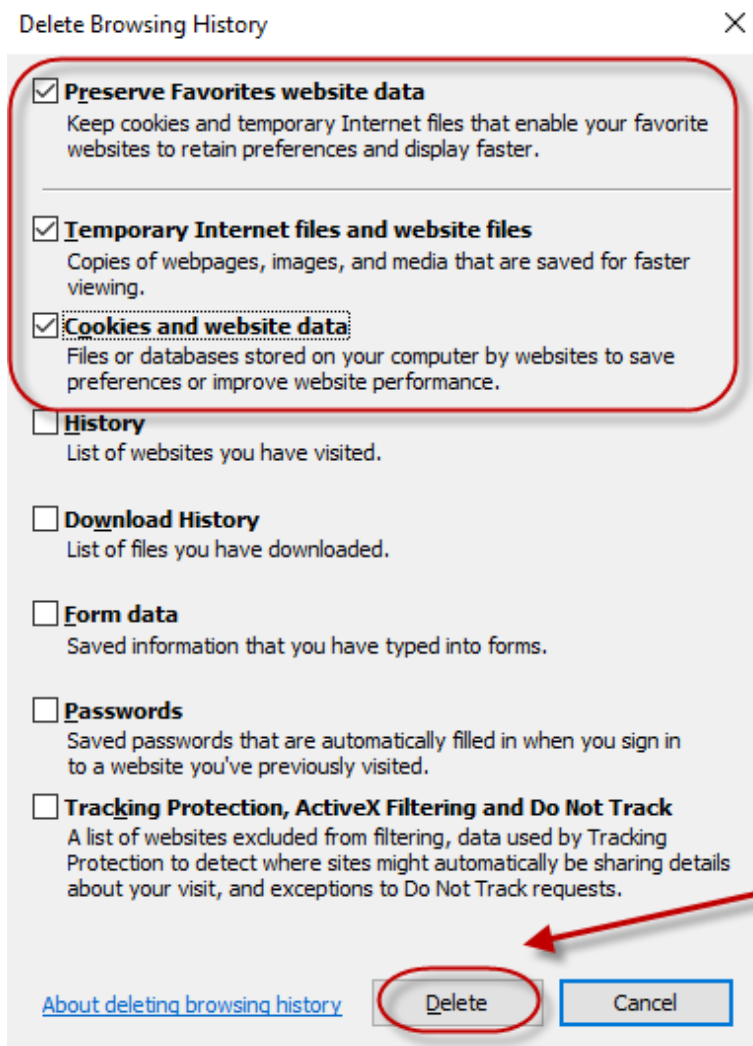 Delete Browsing History
Preserve Favorites website data
Keep cookies and temporary Internet files that enable your favorite
websites to retain preferences and display faster.
Temporary Internet files and website files
Copies of webpages, images, and media that are saved for faster
viewing.
Cookies and website data
Files or databases stored on your computer by websites to save
preferences or improve website performance.
History
List of websites you have visited.
Download History
List of files you have downloaded.
Form data
Saved information that you have typed into forms.
Passwords
Saved passwords that are automatically filled in when you sign in
to a website you've previously visited.
Tracking Protection, ActiveX Filtering and Do Not Track
A list of websites excluded from filtering, data used by Tracking
Protection to detect where sites might automatically be sharing details
about your visit, and exceptions to Do Not Track requests.
About deleting browsing history Delete Cancel